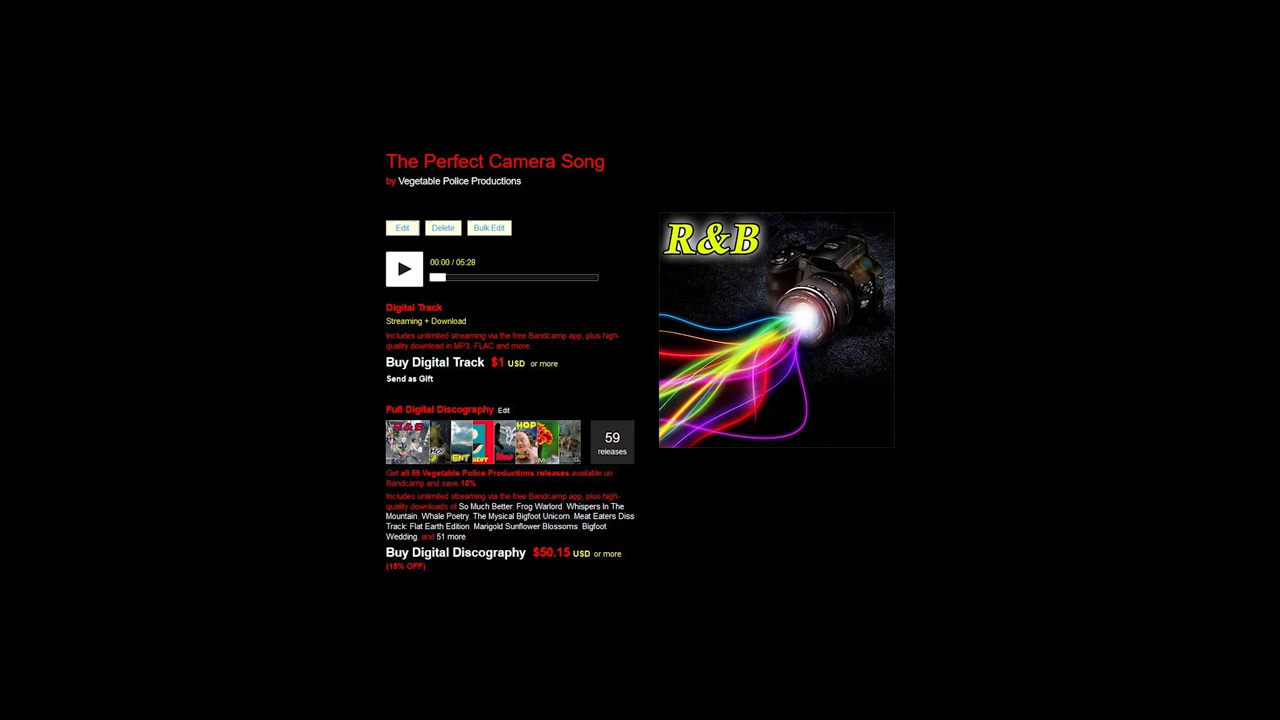 The Perfect Camera Song
by Vegetable Police Productions
Edit Delete Bulk Edit
00:00 / 05:28
Digital Track
Streaming + Download
Includes unlimited streaming via the free Bandcamp app, plus high-
quality download in MP3, FLAC and more.
Buy Digital Track $1 USD or more
Send as Gift
Full Digital Discography Edit
59
releases
Get all 59 Vegetable Police Productions releases available on
Bandcamp and save 15%
Includes unlimited streaming via the free Bandcamp app, plus high-
quality downloads of So Much Better, Frog Warlord, Whispers In The
Mountain, Whale Poetry, The Mysical Bigfoot Unicorn, Meat Eaters Diss
Track: Flat Earth Edition, Marigold Sunflower Blossoms, Bigfoot
Wedding, and 51 more
Buy Digital Discography $50.15 USD or more
(15% OFF)
R&B
R&B
HOP